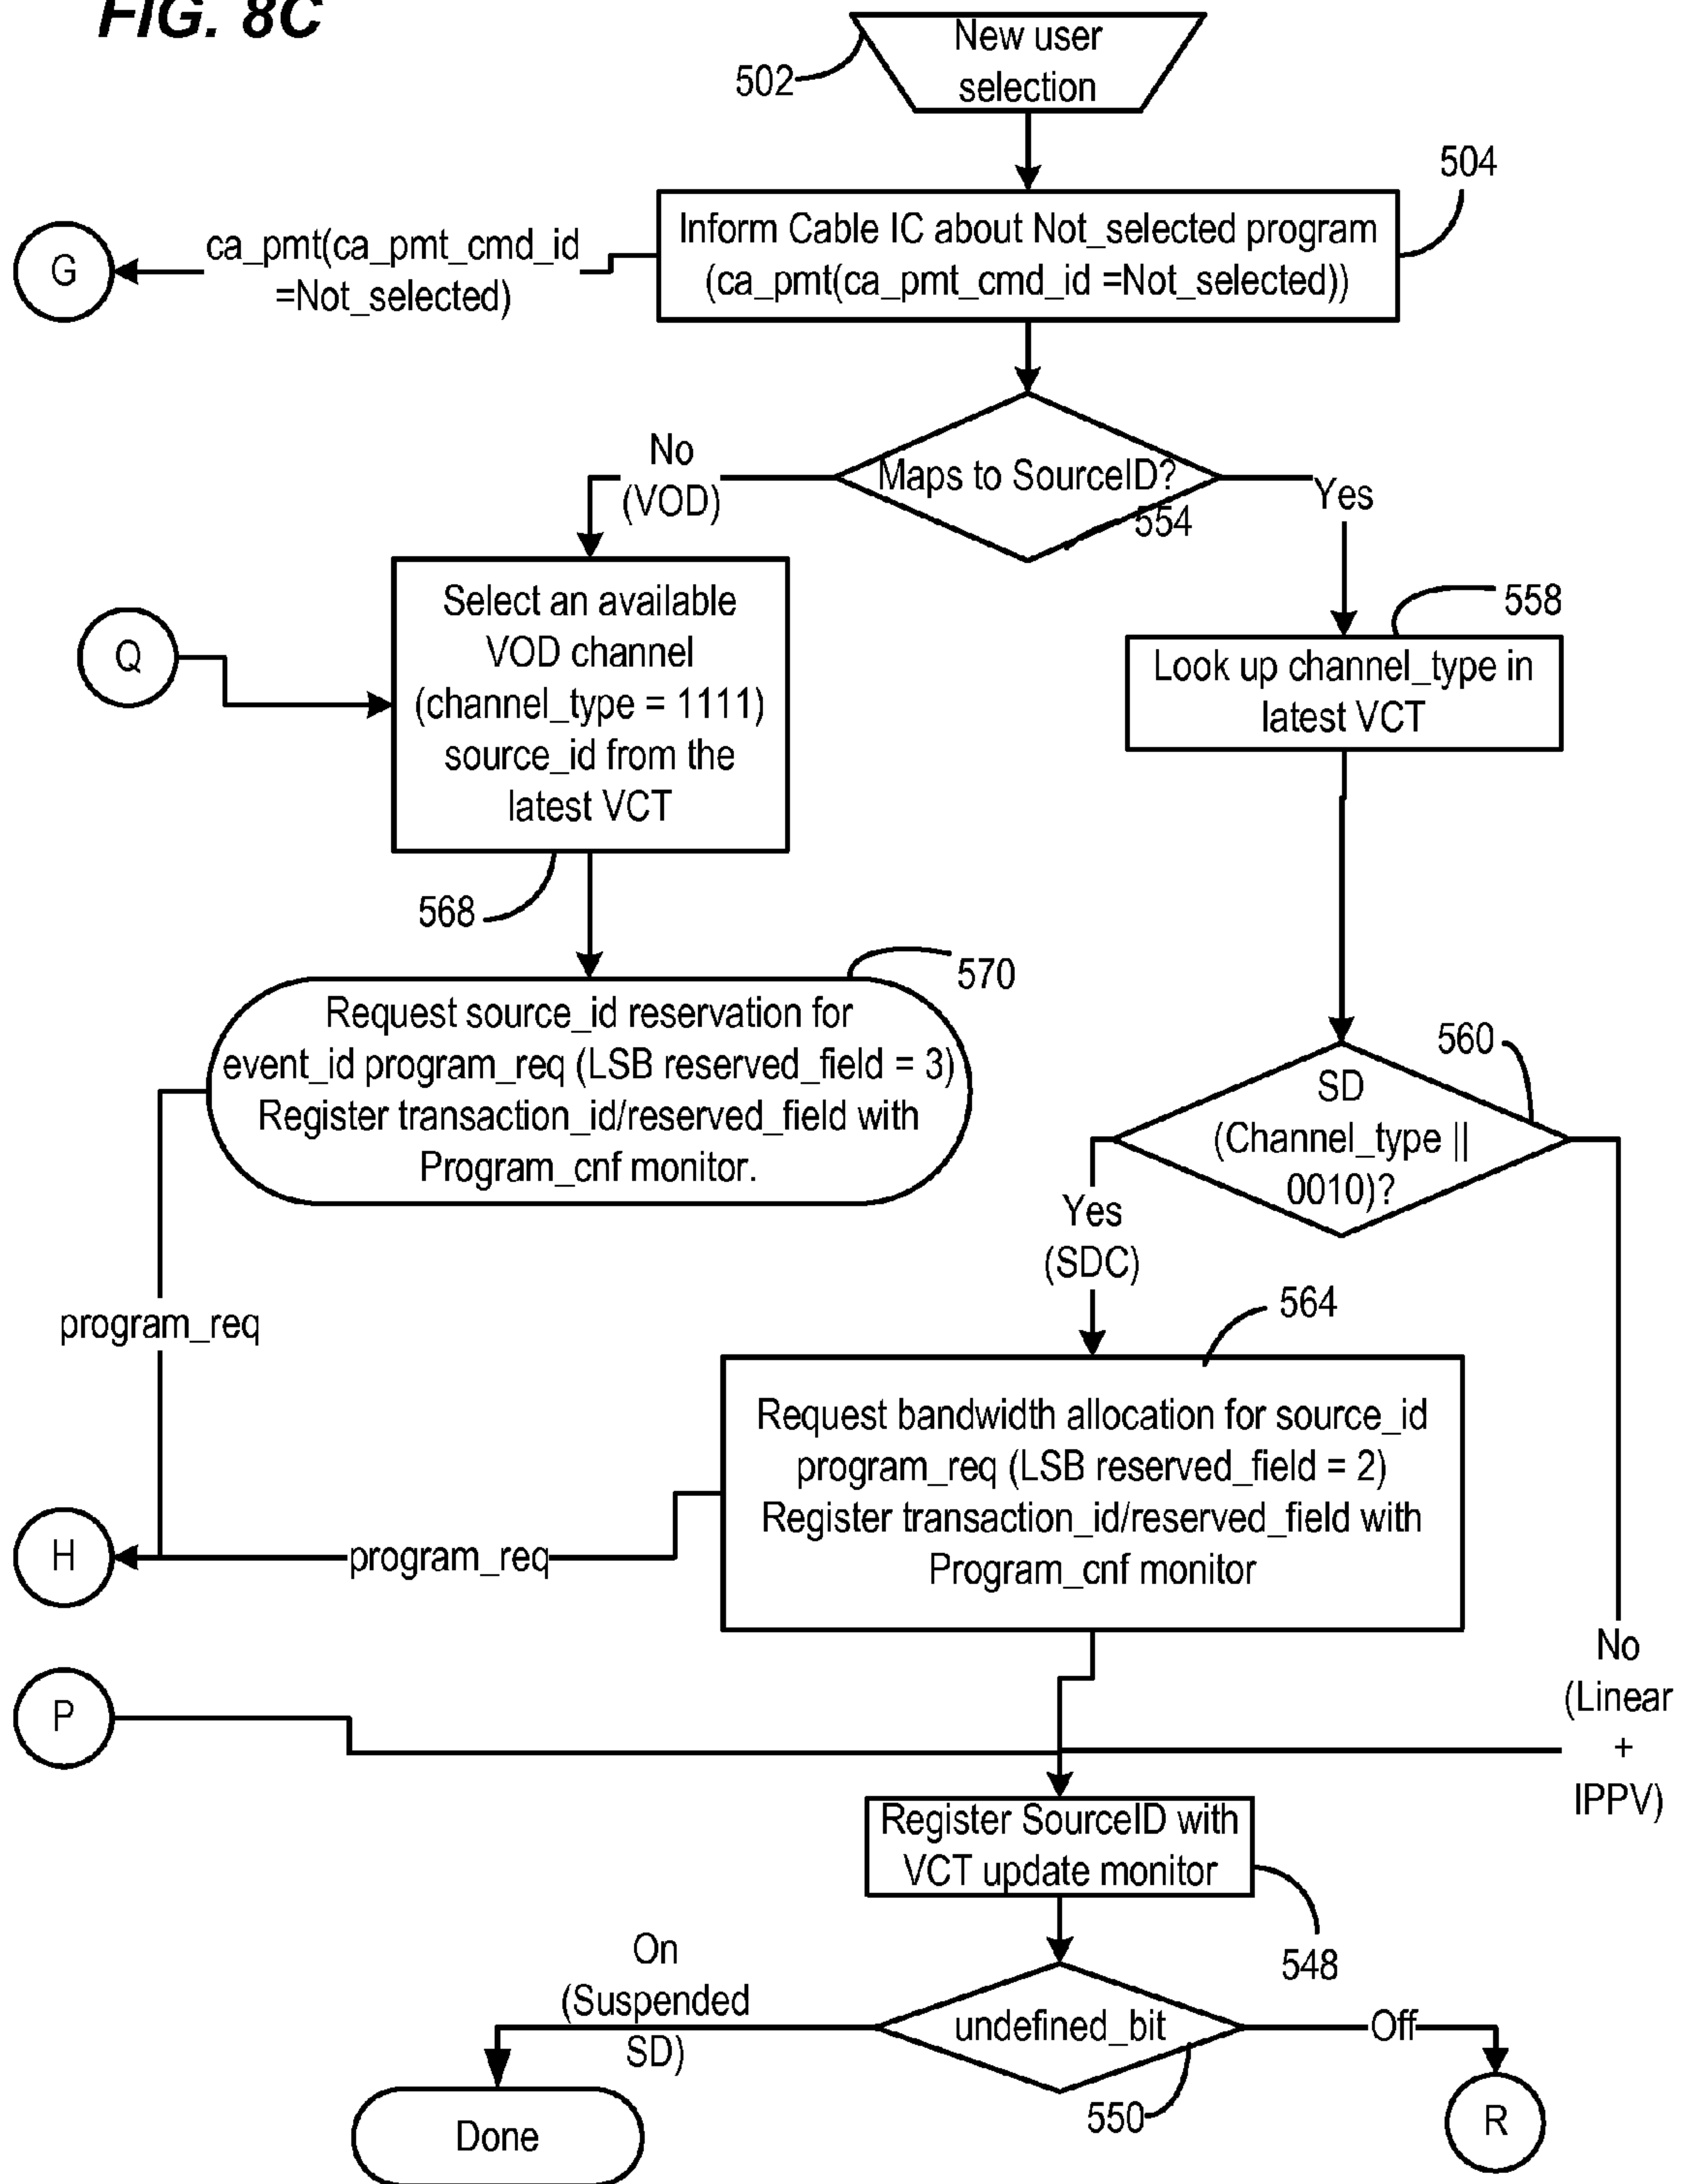 FIG. 8C
New user
selection
502
504
Inform Cable IC about Not_selected program
(ca_pmt(ca_pmt_cmd_id =Not_selected))
G
ca_pmt(ca_pmt_cmd_id
=Not_selected)
Maps to SourceID?
554
No
(VOD)
Yes
Select an available
VOD channel
(channel_type = 1111)
source_id from the
latest VCT
Q
558
Look up channel_type in
latest VCT
568
570
Request source_id reservation for
event_id program_req (LSB reserved_field = 3)
Register transaction_id/reserved_field with
Program_cnf monitor.
560
SD
(Channel_type ||
0010)?
Yes
(SDC)
program_req
564
Request bandwidth allocation for source_id
program_req (LSB reserved_field = 2)
Register transaction_id/reserved_field with
Program_cnf monitor
H
program_req
No
(Linear
+
IPPV)
P
Register SourceID with
VCT update monitor
548
On
(Suspended
SD)
undefined_bit
Off
550
Done
R